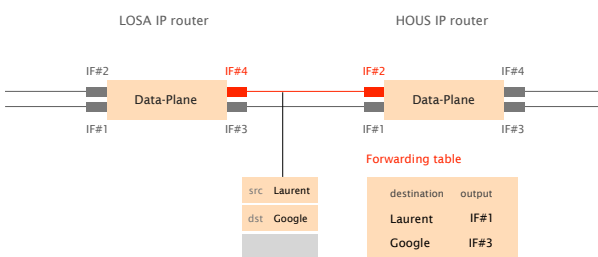 LOSA IP router
HOUS IP router
IF#2
IF#4
IF#2
IF#4
Data-Plane
Data-Plane
IF#1
IF#3
IF#1
IF#3
Forwarding table
src Laurent
dst Google
destination output
Laurent IF#1
Google IF#3